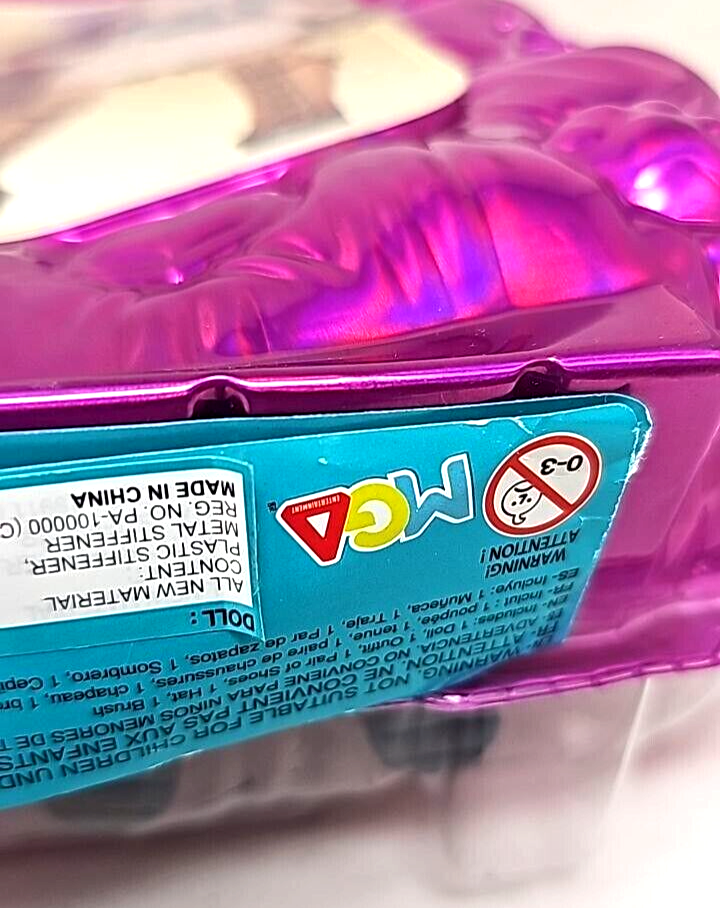 WARNING. NOT SUITABLE FOR CHILDREN UND
FR- ATTENTION. NE CONVIENT PAS AUX ENFANTS
ES- ADVERTENCIA. NO CONVIENE PARA NIÑOS MENORES DE
EN- Includes: 1 Doll, 1 Outfit, 1 Pair of Shoes, 1 Hat, 1 Brush
FR- Inclut : 1 poupée, 1 tenue, 1 paire de chaussures, 1 chapeau, 1 br
ES- Incluye: 1 Muñeca, 1 Traje, 1 Par de zapatos, 1 Sombrero, 1 Cepi
WARNING!
ATTENTION !
0-3
MGA
ENTERTAINMENT
DOLL :
ALL NEW MATERIAL
CONTENT:
PLASTIC STIFFENER,
METAL STIFFENER
REG. NO. PA-100000 (C
MADE IN CHINA